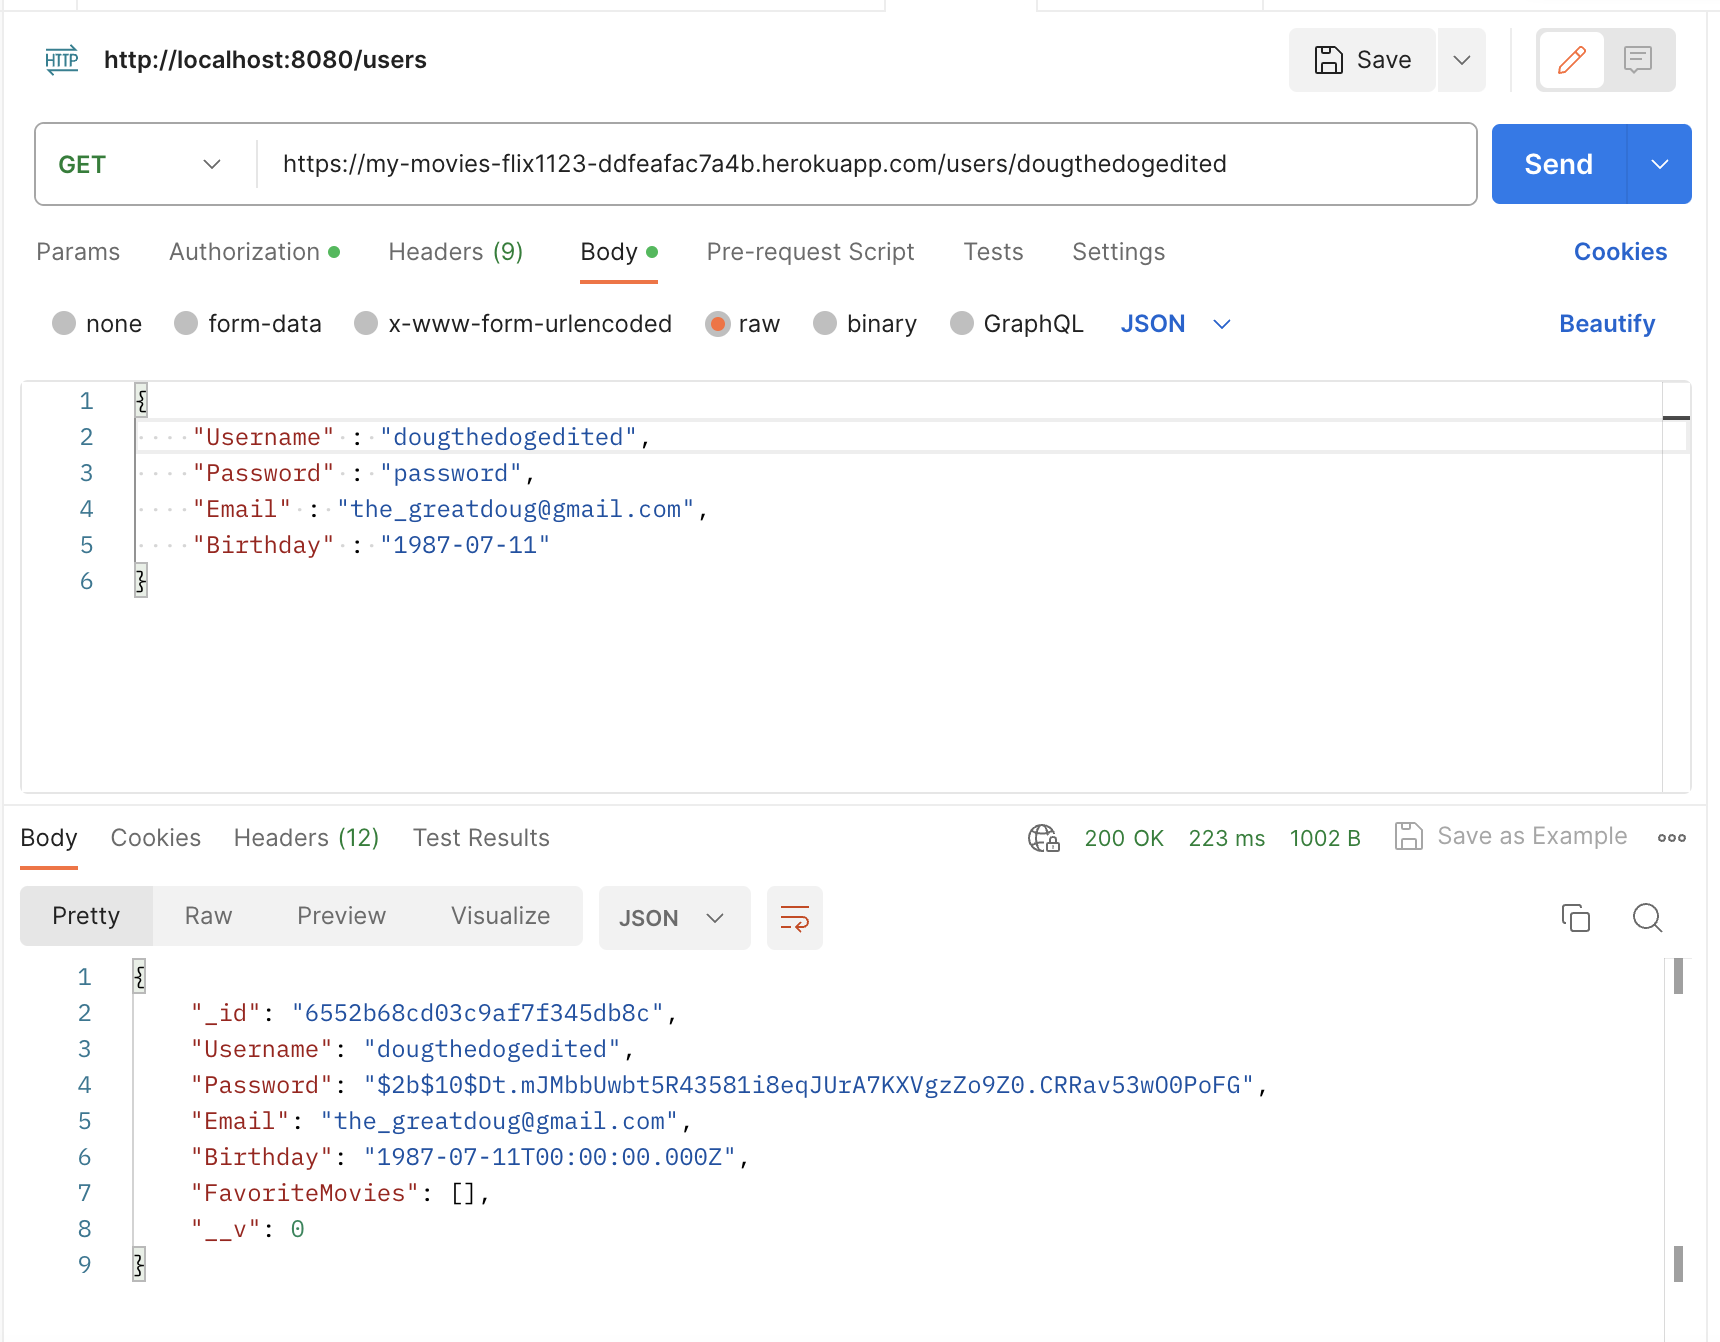 HTTP http://localhost:8080/users Save
GET https://my-movies-flix1123-ddfeafac7a4b.herokuapp.com/users/dougthedogedited Send
Params Authorization Headers (9) Body Pre-request Script Tests Settings Cookies
none form-data x-www-form-urlencoded raw binary GraphQL JSON Beautify
1 {
2 "Username" : "dougthedogedited",
3 "Password" : "password",
4 "Email" : "the_greatdoug@gmail.com",
5 "Birthday" : "1987-07-11"
6 }
Body Cookies Headers (12) Test Results 200 OK 223 ms 1002 B Save as Example
Pretty Raw Preview Visualize JSON
1 {
2 "_id": "6552b68cd03c9af7f345db8c",
3 "Username": "dougthedogedited",
4 "Password": "$2b$10$Dt.mJMbbUwbt5R43581i8eqJUrA7KXVgzZo9Z0.CRRav53wO0PoFG",
5 "Email": "the_greatdoug@gmail.com",
6 "Birthday": "1987-07-11T00:00:00.000Z",
7 "FavoriteMovies": [],
8 "__v": 0
9 }